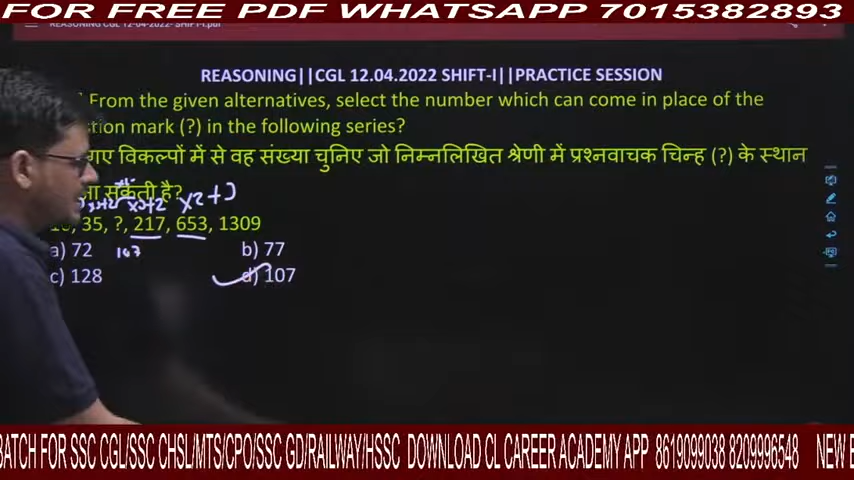 FOR FREE PDF WHATSAPP 7015382893
REASONING CGL 12-04-2022- SHIFT-I.pdf
REASONING||CGL 12.04.2022 SHIFT-I||PRACTICE SESSION
From the given alternatives, select the number which can come in place of the
mark (?) in the following series?
विकल्पों में से वह संख्या चुनिए जो निम्नलिखित श्रेणी में प्रश्नवाचक चिन्ह (?) के स्थान
सकती है?
x3+2 x2+3
35, ?, 217, 653, 1309
a) 72 b) 77
107
c) 128 d) 107
BATCH FOR SSC CGL/SSC CHSL/MTS/CPO/SSC GD/RAILWAY/HSSC DOWNLOAD CL CAREER ACADEMY APP 8619099038 8209996548 NEW